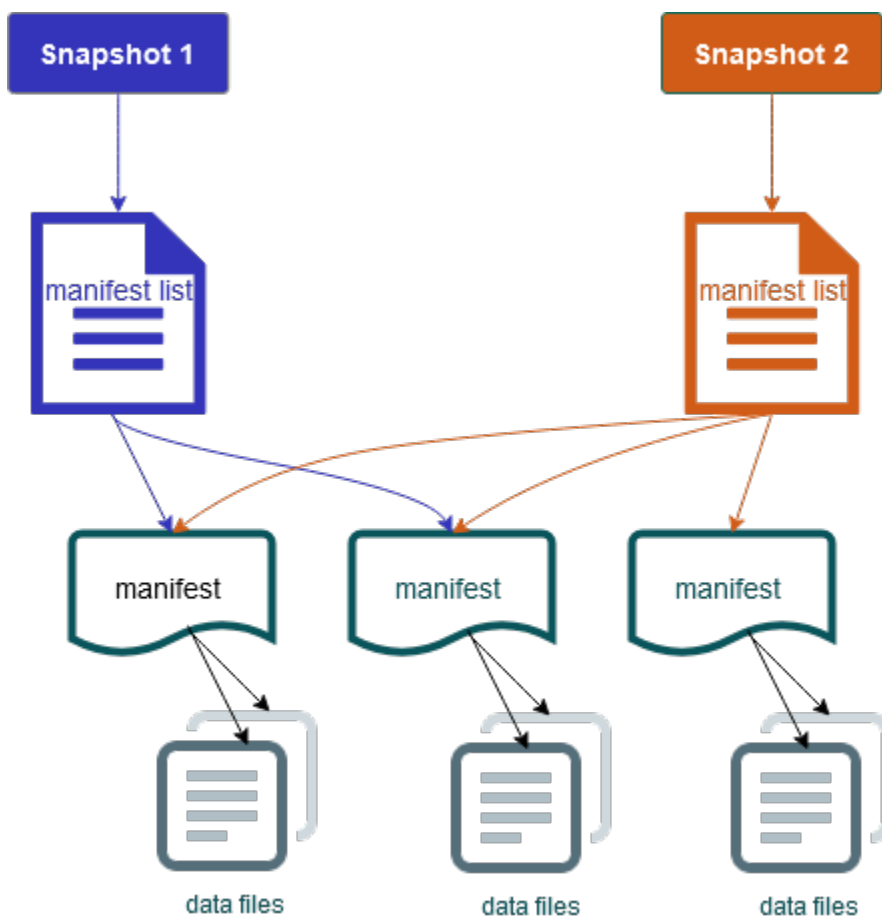 Snapshot 1
Snapshot 2
manifest list
manifest list
manifest
manifest
manifest
data files
data files
data files